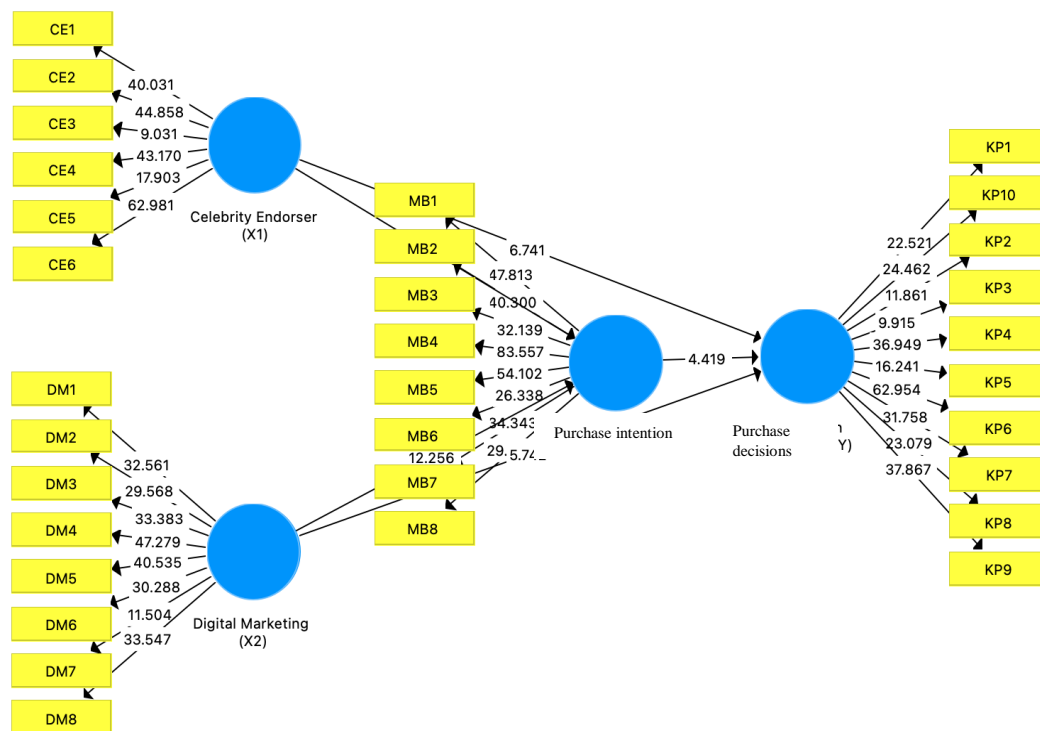 CE1
CE2
CE3
CE4
CE5
CE6
40.031
44.858
9.031
43.170
17.903
62.981
Celebrity Endorser
(X1)
DM1
DM2
DM3
DM4
DM5
DM6
DM7
DM8
32.561
29.568
33.383
47.279
40.535
30.288
11.504
33.547
Digital Marketing
(X2)
MB1
MB2
MB3
MB4
MB5
MB6
MB7
MB8
6.741
47.813
40.300
32.139
83.557
54.102
26.338
34.343
12.256
4.419
Purchase intention
Purchase
decisions
Y)
22.521
24.462
11.861
9.915
36.949
16.241
62.954
31.758
23.079
37.867
KP1
KP10
KP2
KP3
KP4
KP5
KP6
KP7
KP8
KP9